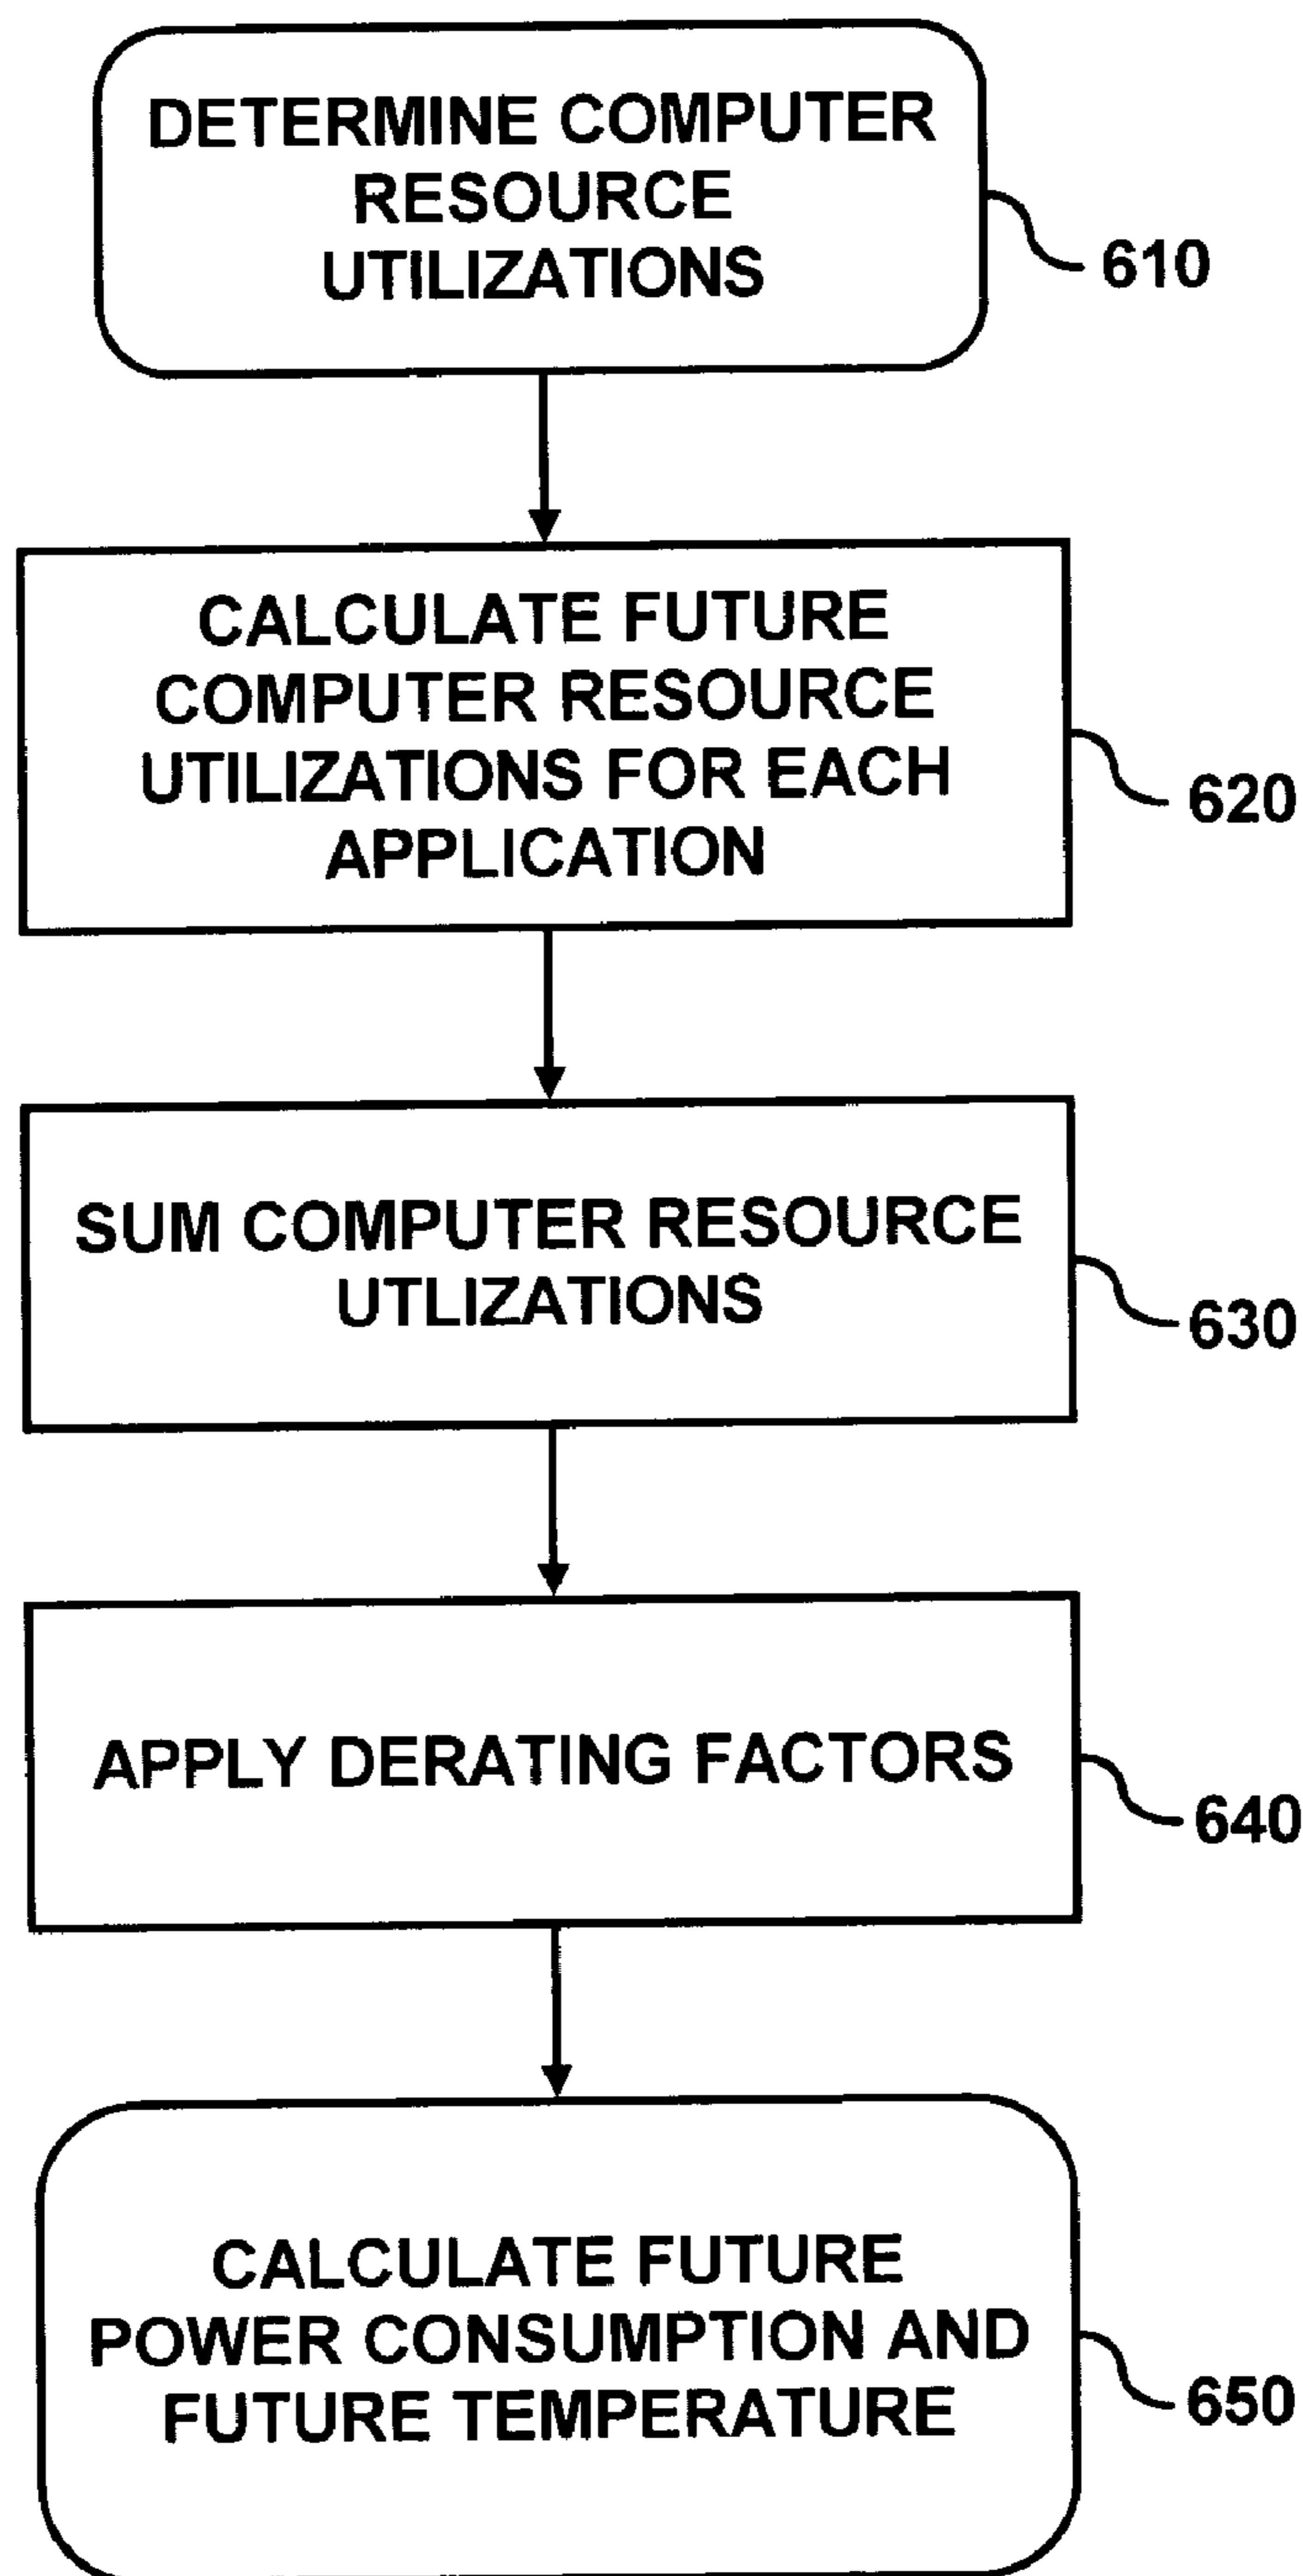 DETERMINE COMPUTER
RESOURCE
UTILIZATIONS
610
CALCULATE FUTURE
COMPUTER RESOURCE
UTILIZATIONS FOR EACH
APPLICATION
620
SUM COMPUTER RESOURCE
UTLIZATIONS
630
APPLY DERATING FACTORS
640
CALCULATE FUTURE
POWER CONSUMPTION AND
FUTURE TEMPERATURE
650